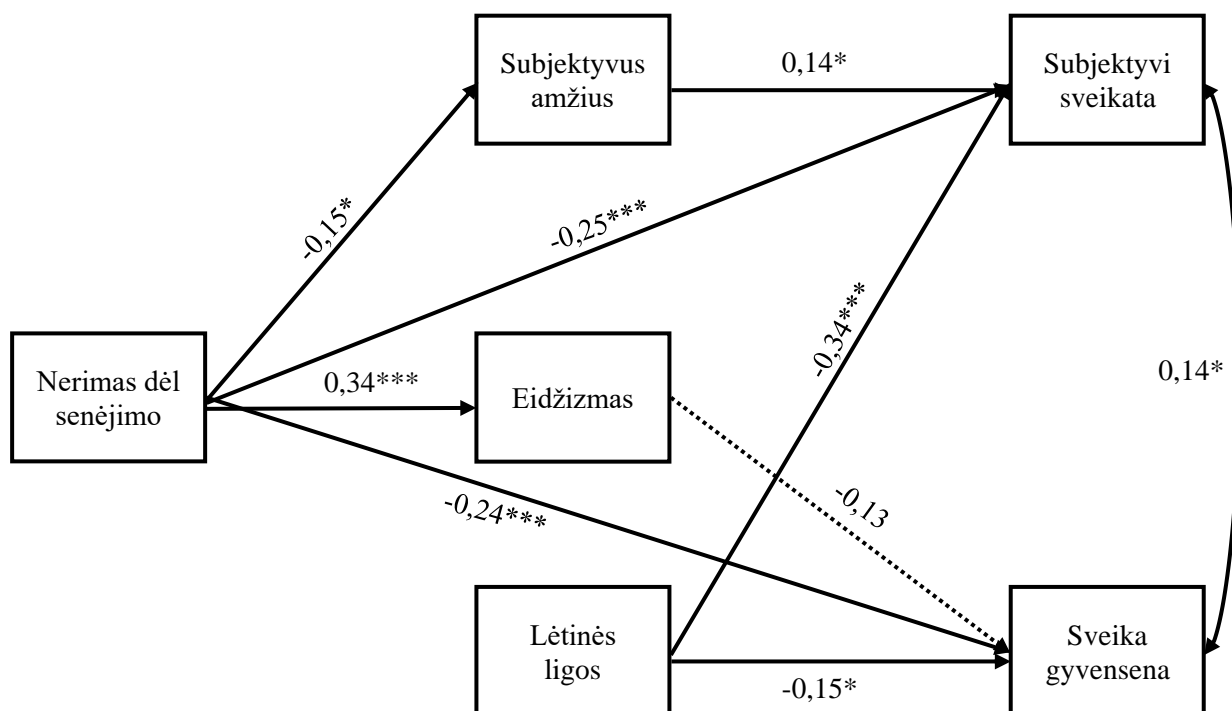 Subjektyvus
amžius
0,14*
Subjektyvi
sveikata
-0,15*
-0,25***
-0,34***
Nerimas dėl
senėjimo
0,34***
Eidžizmas
0,14*
-0,24***
-0,13
Lėtinės
ligos
-0,15*
Sveika
gyvensena